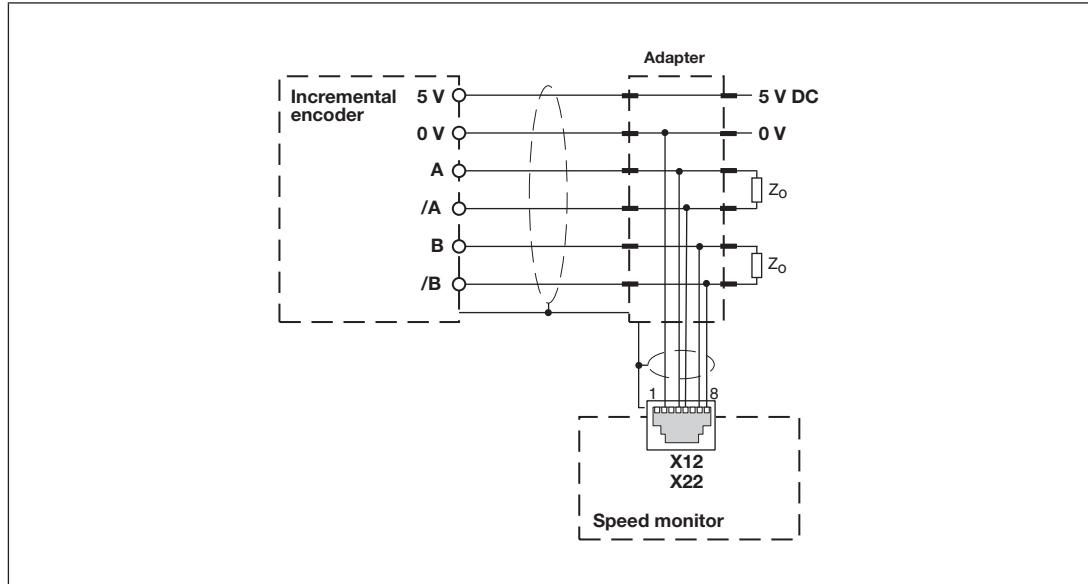 Adapter
Incremental
encoder
5 V
5 V DC
0 V
0 V
A
/A
Z₀
B
/B
Z₀
1
8
X12
X22
Speed monitor